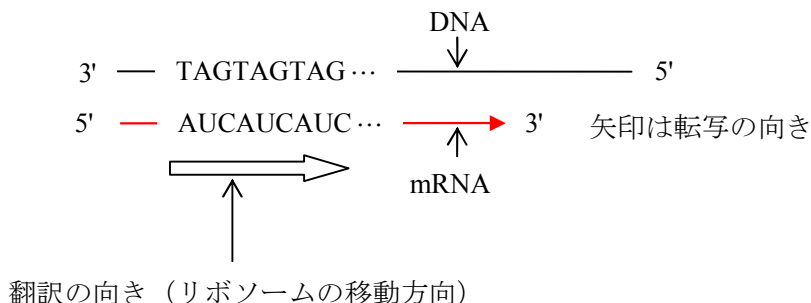 DNA
3' TAGTAGTAG… 5'
5' AUCAUCAUC… 3' 矢印は転写の向き
mRNA
翻訳の向き（リボソームの移動方向）